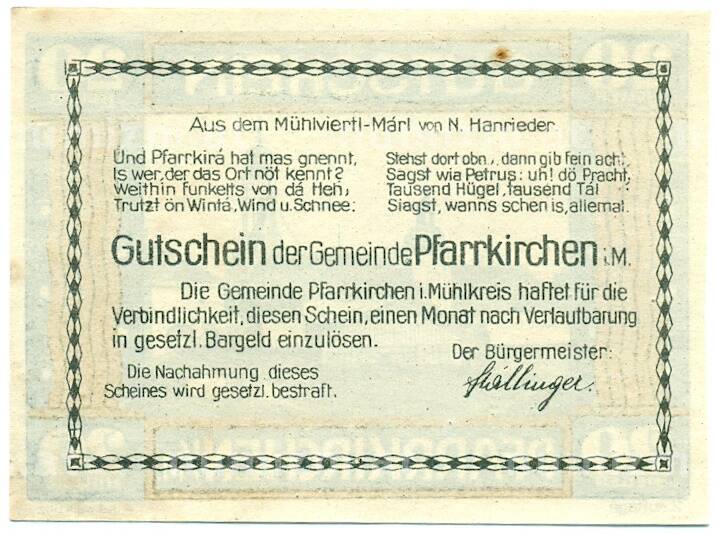 Aus dem Mühlviertl-Márl von N. Hanrieder.
Und Pfarrkirá hat mas gnennt,
Is wer, der das Ort nöt kennt?
Weithin funkelts von dá Heh,
Trutzt ön Wintá, Wind u. Schnee:
Stehst dort obn, dann gib fein acht,
Sagst wia Petrus: uh! dö Pracht,
Tausend Hügel, tausend Tál
Siagst, wanns schen is, allemal.
Gutschein der Gemeinde Pfarrkirchen i. M.
Die Gemeinde Pfarrkirchen i. Mühlkreis haftet für die
Verbindlichkeit, diesen Schein, einen Monat nach Verlautbarung
in gesetzl. Bargeld einzulösen.
Der Bürgermeister:
Die Nachahmung dieses
Scheines wird gesetzl. bestraft.